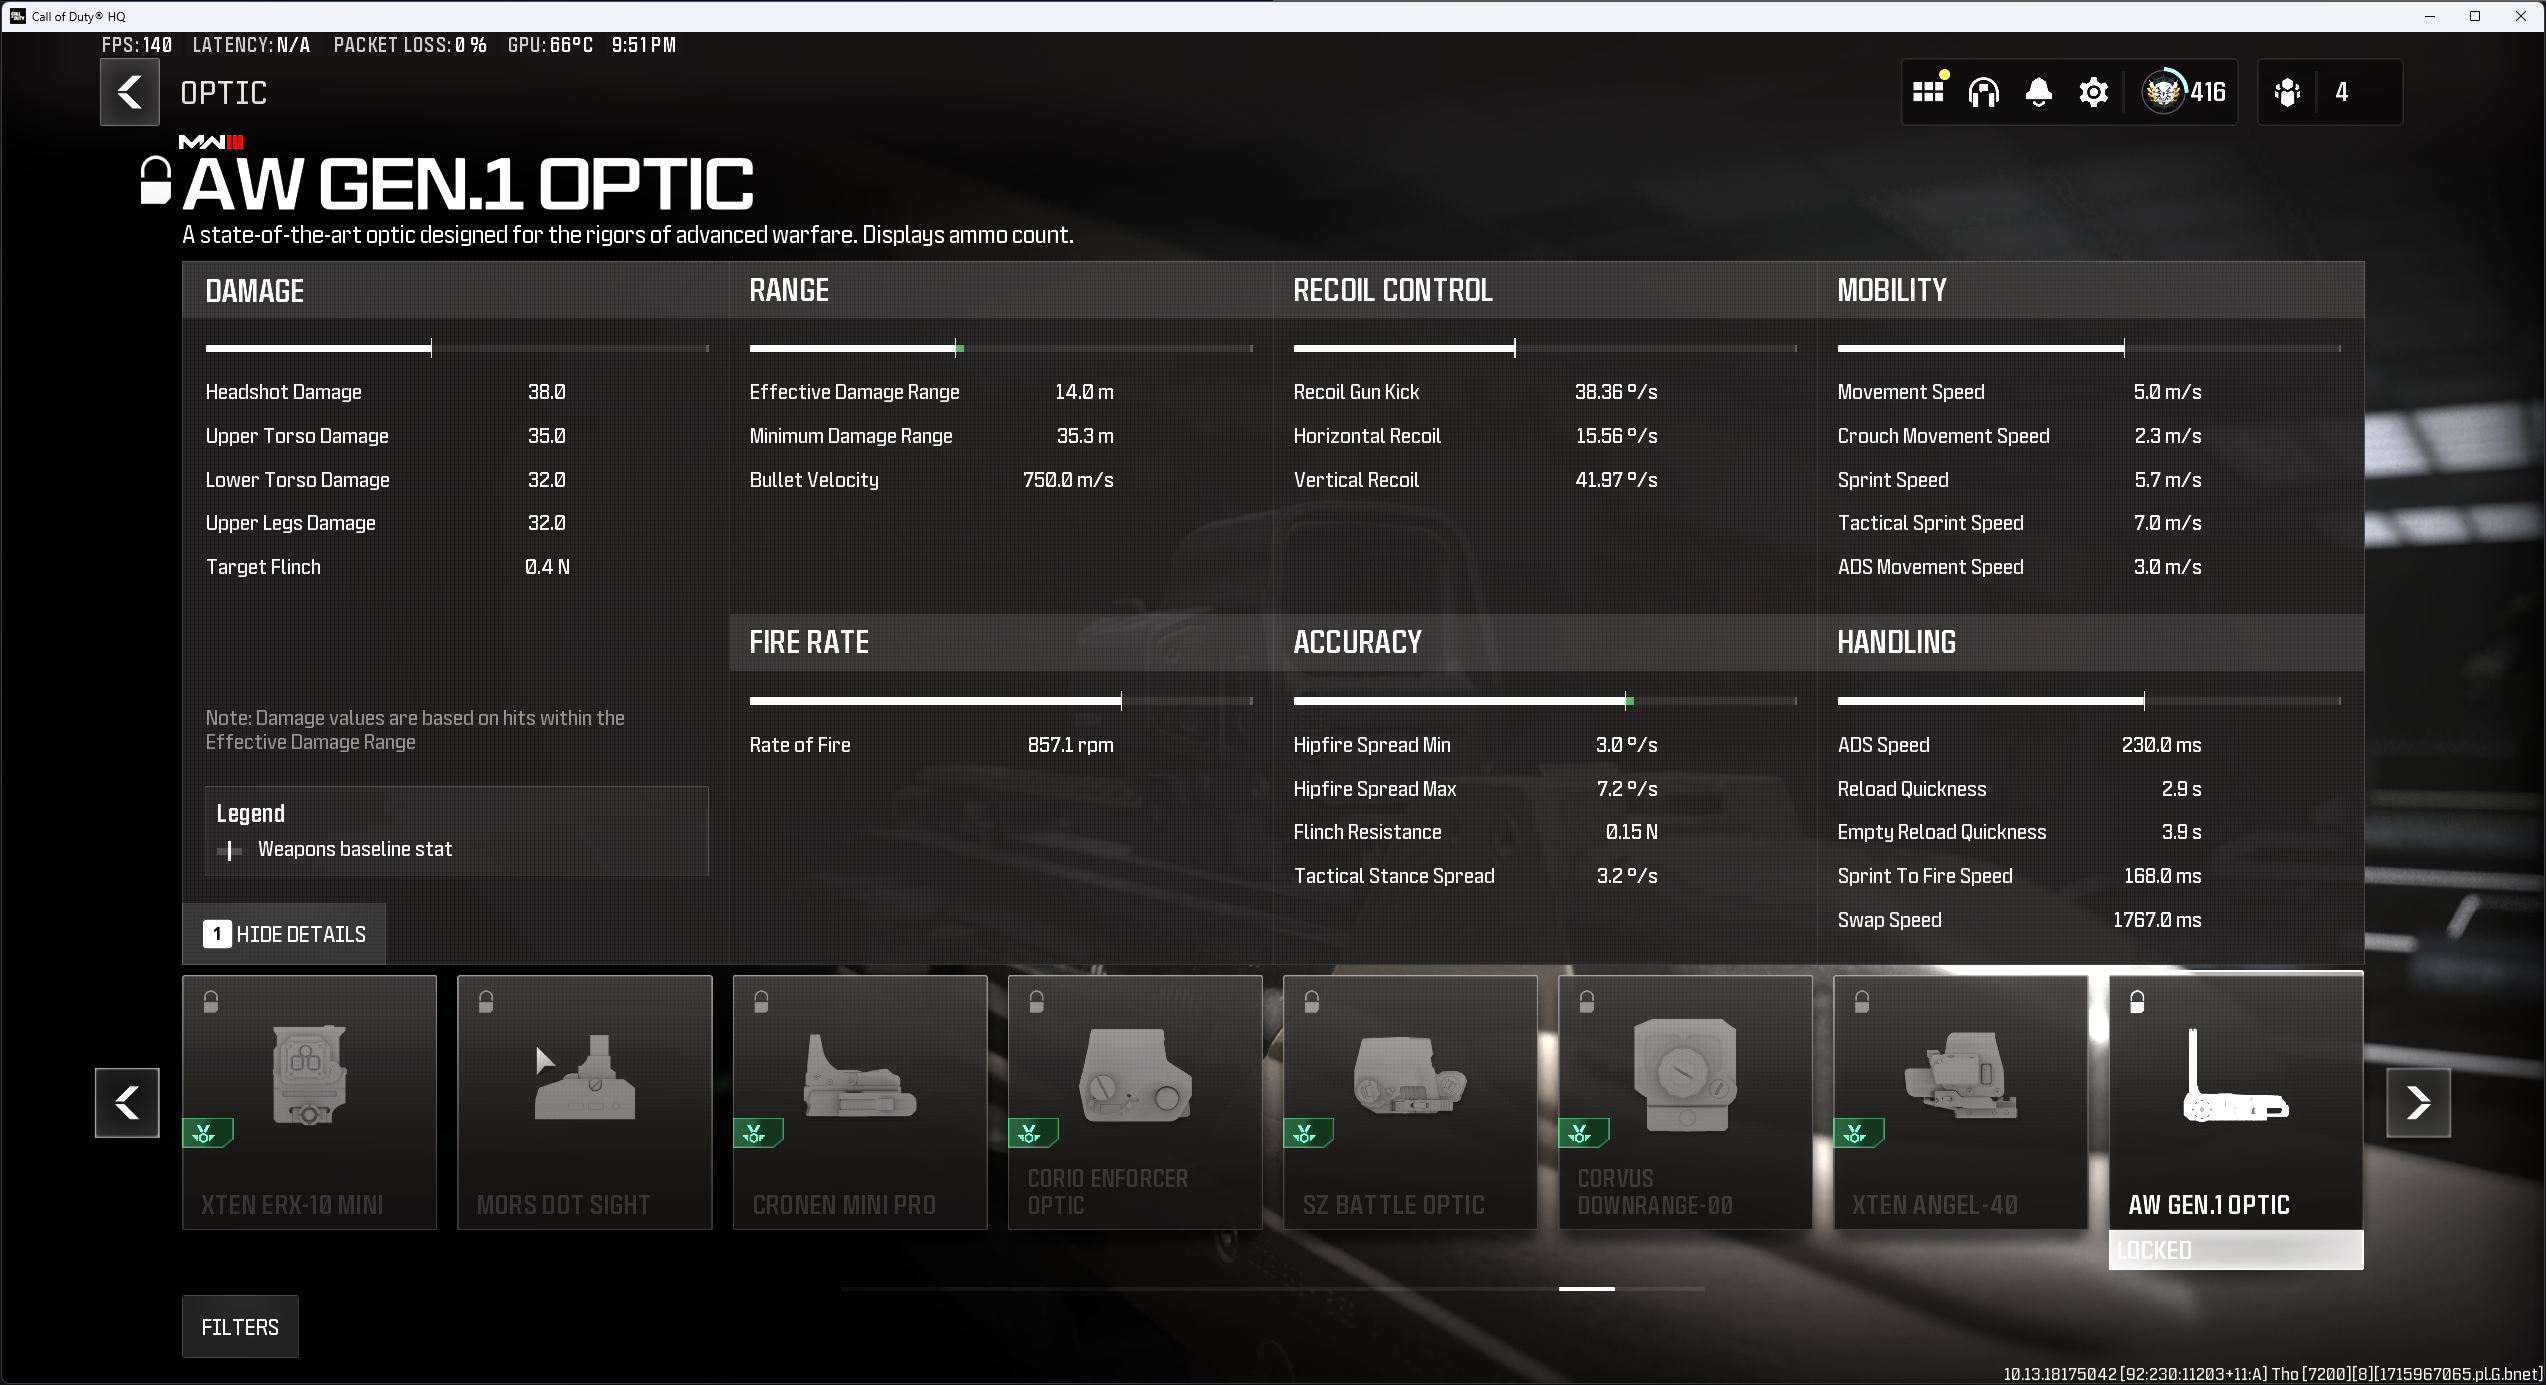 Call of Duty® HQ
FPS: 140 LATENCY: N/A PACKET LOSS: 0 % GPU: 66ºC 9:51 PM
OPTIC
416
4
MWIII
AW GEN.1 OPTIC
A state-of-the-art optic designed for the rigors of advanced warfare. Displays ammo count.
DAMAGE
Headshot Damage 38.0
Upper Torso Damage 35.0
Lower Torso Damage 32.0
Upper Legs Damage 32.0
Target Flinch 0.4 N
Note: Damage values are based on hits within the
Effective Damage Range
Legend
Weapons baseline stat
1 HIDE DETAILS
RANGE
Effective Damage Range 14.0 m
Minimum Damage Range 35.3 m
Bullet Velocity 750.0 m/s
FIRE RATE
Rate of Fire 857.1 rpm
RECOIL CONTROL
Recoil Gun Kick 38.36 º/s
Horizontal Recoil 15.56 º/s
Vertical Recoil 41.97 º/s
ACCURACY
Hipfire Spread Min 3.0 º/s
Hipfire Spread Max 7.2 º/s
Flinch Resistance 0.15 N
Tactical Stance Spread 3.2 º/s
MOBILITY
Movement Speed 5.0 m/s
Crouch Movement Speed 2.3 m/s
Sprint Speed 5.7 m/s
Tactical Sprint Speed 7.0 m/s
ADS Movement Speed 3.0 m/s
HANDLING
ADS Speed 230.0 ms
Reload Quickness 2.9 s
Empty Reload Quickness 3.9 s
Sprint To Fire Speed 168.0 ms
Swap Speed 1767.0 ms
XTEN ERX-10 MINI
MORS DOT SIGHT
CRONEN MINI PRO
CORIO ENFORCER
OPTIC
SZ BATTLE OPTIC
CORVUS
DOWNRANGE-00
XTEN ANGEL-40
AW GEN.1 OPTIC
LOCKED
FILTERS
10.13.18175042 [92:230:11203+11:A] Tho [7200][8][1715967065.pl.G.bnet]